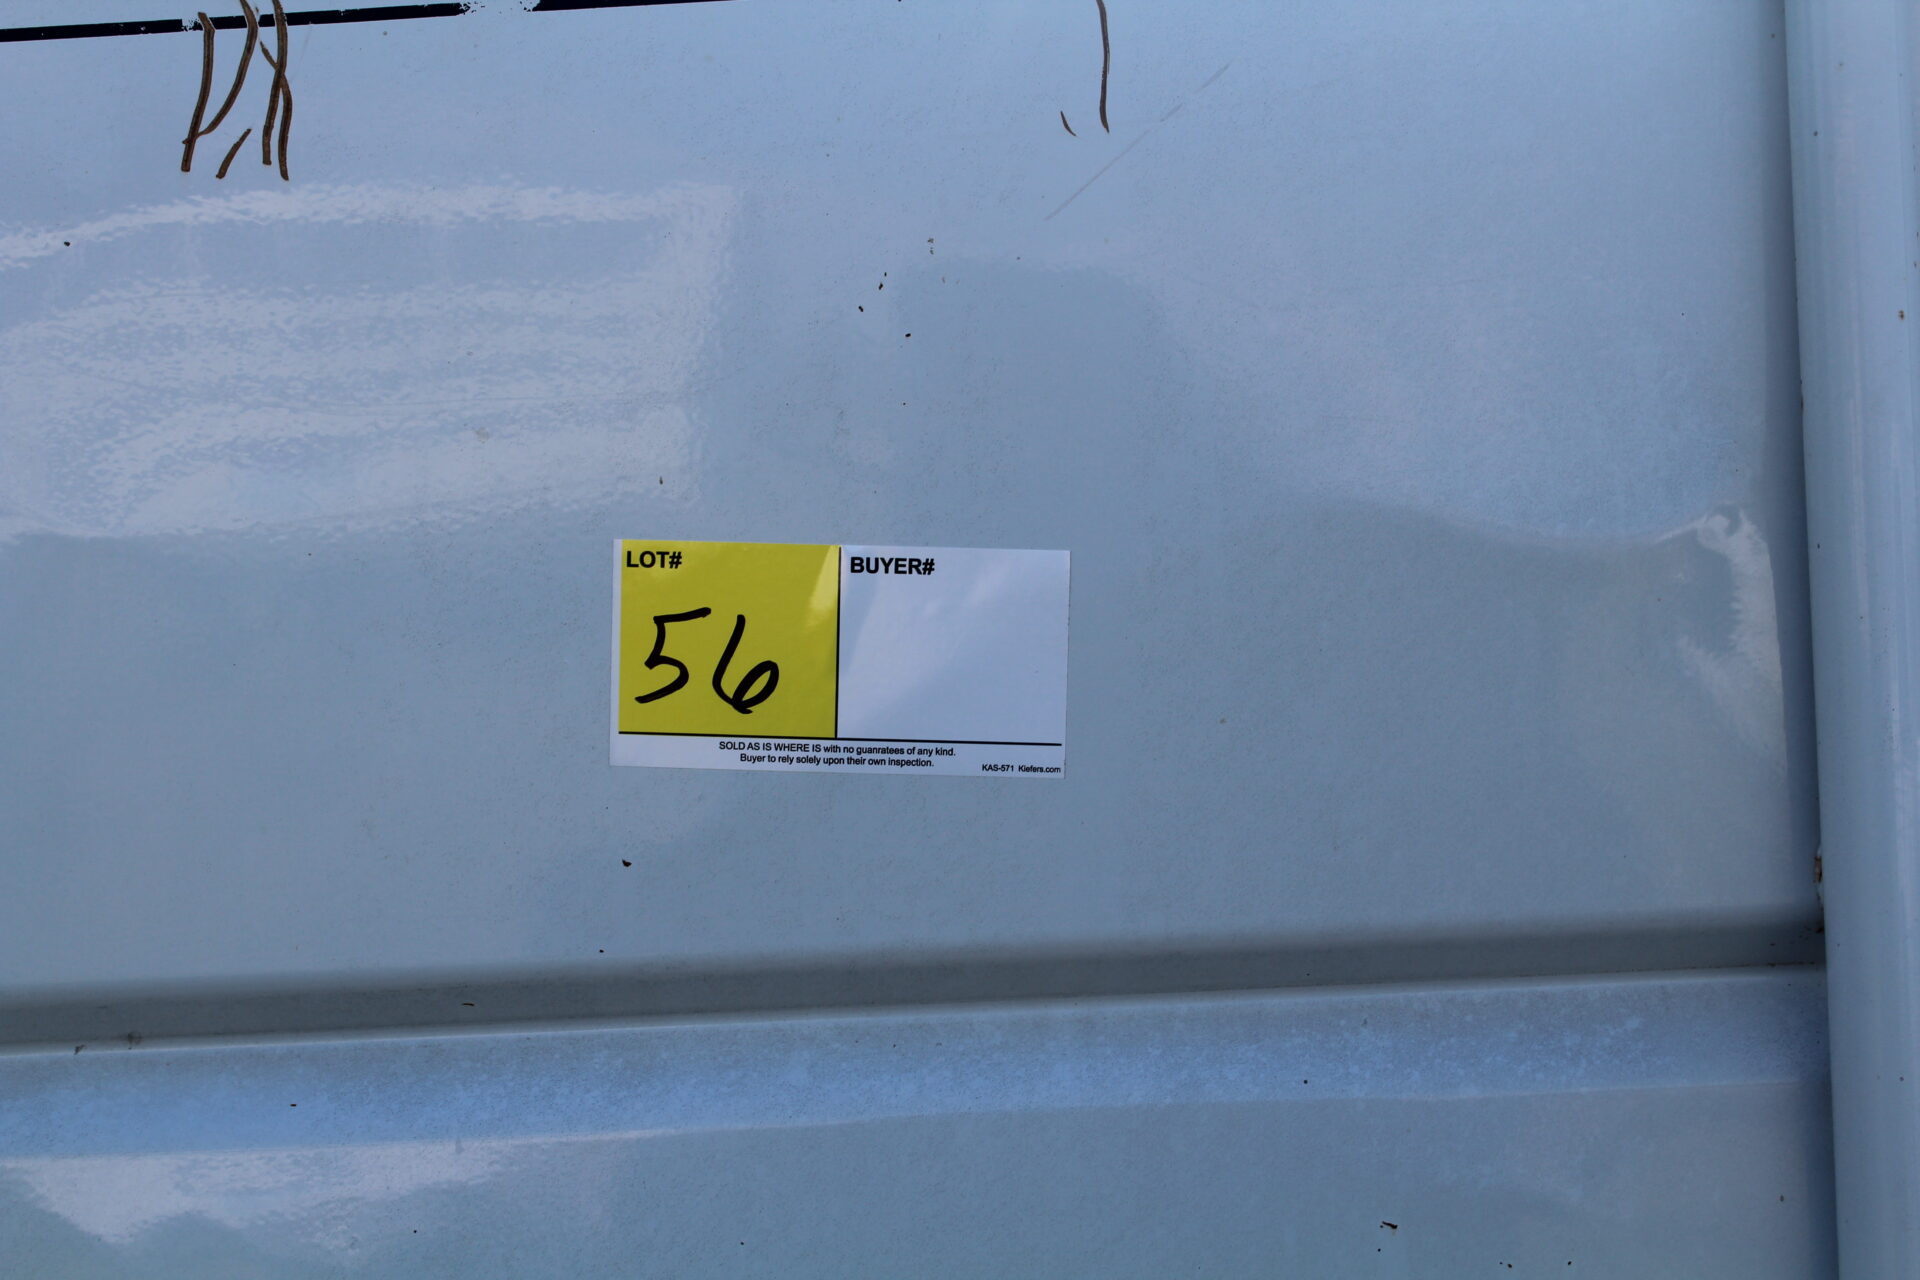 LOT#
BUYER#
56
SOLD AS IS WHERE IS with no guanratees of any kind.
Buyer to rely solely upon their own inspection.
KAS-571 Kiefers.com